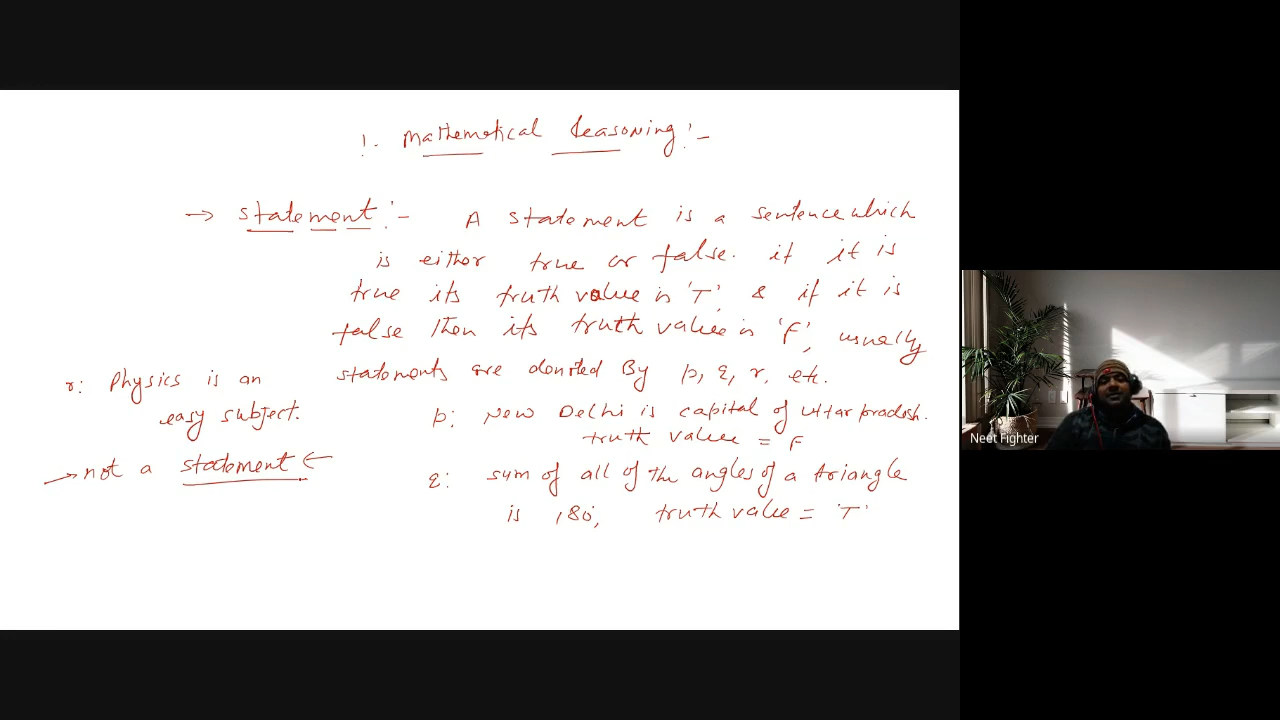 1. Mathematical Reasoning :-
→ statement :- A statement is a sentence which
is either true or false. if it is
true its truth value is 'T', & if it is
false then its truth value is 'F', usually
statements are denoted By p, q, r, etc.
p: New Delhi is capital of Uttar pradesh.
truth value = F
q: sum of all of the angles of a triangle
is 180°, truth value = 'T'
r: Physics is an
easy subject.
→ not a statement ←
Neet Fighter